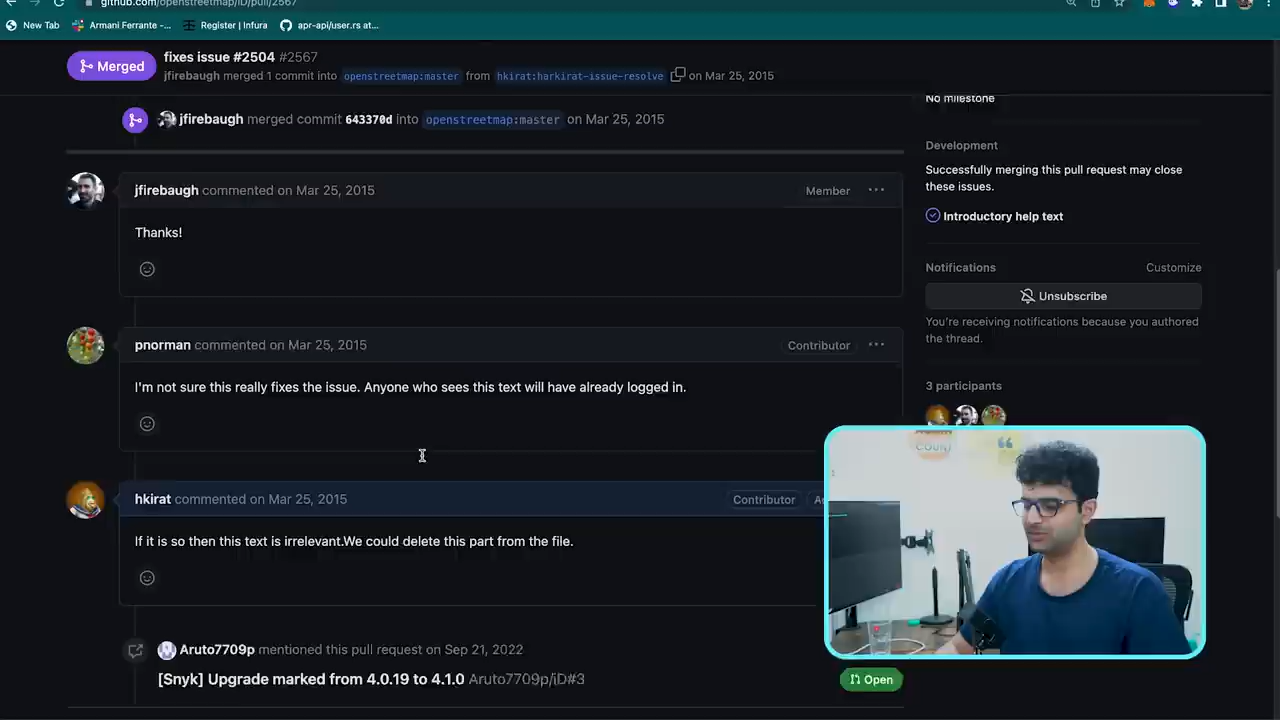 github.com/openstreetmap/iD/pull/2567
New Tab
Armani Ferrante -...
Register | Infura
apr-api/user.rs at...
Merged
fixes issue #2504 #2567
jfirebaugh merged 1 commit into openstreetmap:master from hkirat:harkirat-issue-resolve on Mar 25, 2015
No milestone
jfirebaugh merged commit 643370d into openstreetmap:master on Mar 25, 2015
Development
Successfully merging this pull request may close
these issues.
Introductory help text
jfirebaugh commented on Mar 25, 2015
Member
Thanks!
Notifications
Customize
Unsubscribe
You're receiving notifications because you authored
the thread.
pnorman commented on Mar 25, 2015
Contributor
I'm not sure this really fixes the issue. Anyone who sees this text will have already logged in.
3 participants
COUN
hkirat commented on Mar 25, 2015
Contributor
If it is so then this text is irrelevant.We could delete this part from the file.
Aruto7709p mentioned this pull request on Sep 21, 2022
[Snyk] Upgrade marked from 4.0.19 to 4.1.0 Aruto7709p/iD#3
Open